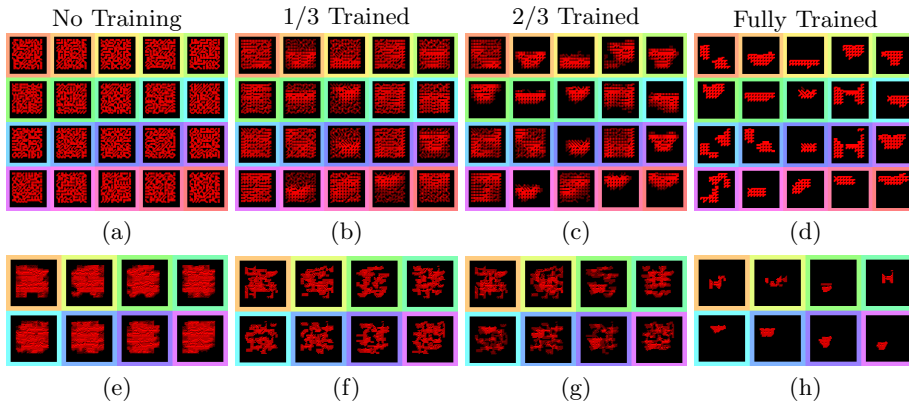 No Training 1/3 Trained 2/3 Trained Fully Trained
(a) (b) (c) (d)
(e) (f) (g) (h)